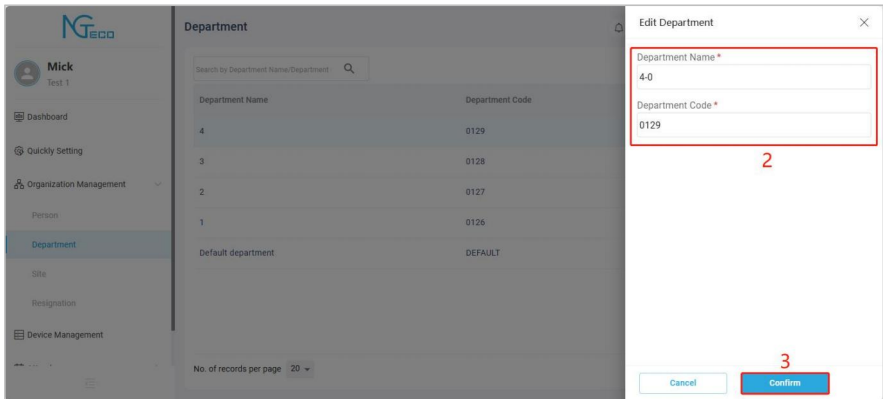 NGTECO
Mick
Test 1
Dashboard
Quickly Setting
Organization Management
Person
Department
Site
Resignation
Device Management
Department
Search by Department Name/Department
Department Name Department Code
4 0129
3 0128
2 0127
1 0126
Default department DEFAULT
No. of records per page 20
Edit Department
Department Name *
4-0
Department Code *
0129
2
3
Cancel Confirm